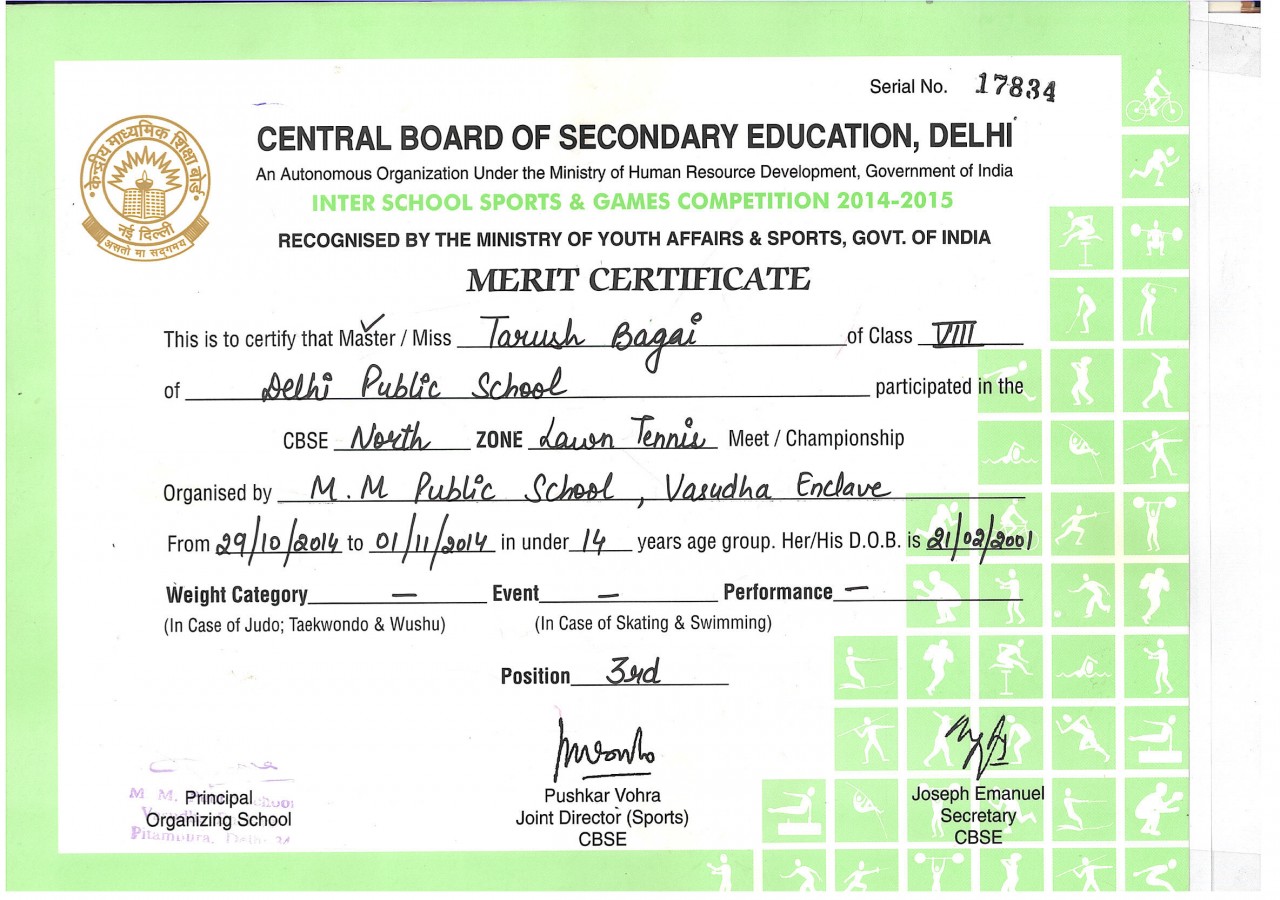 Serial No. 17834
केन्द्रीय माध्यमिक शिक्षा बोर्ड
नई दिल्ली
असतो मा सद्गमय
CENTRAL BOARD OF SECONDARY EDUCATION, DELHI
An Autonomous Organization Under the Ministry of Human Resource Development, Government of India
INTER SCHOOL SPORTS & GAMES COMPETITION 2014-2015
RECOGNISED BY THE MINISTRY OF YOUTH AFFAIRS & SPORTS, GOVT. OF INDIA
MERIT CERTIFICATE
This is to certify that Master / Miss Tarush Bagai of Class VIII
of Delhi Public School participated in the
CBSE North ZONE Lawn Tennis Meet / Championship
Organised by M.M Public School, Vasudha Enclave
From 29/10/2014 to 01/11/2014 in under 14 years age group. Her/His D.O.B. is 21/02/2001
Weight Category — Event — Performance —
(In Case of Judo; Taekwondo & Wushu) (In Case of Skating & Swimming)
Position 3rd
Principal
Organizing School
M. M.
Pitampura,
Pushkar Vohra
Joint Director (Sports)
CBSE
Joseph Emanuel
Secretary
CBSE